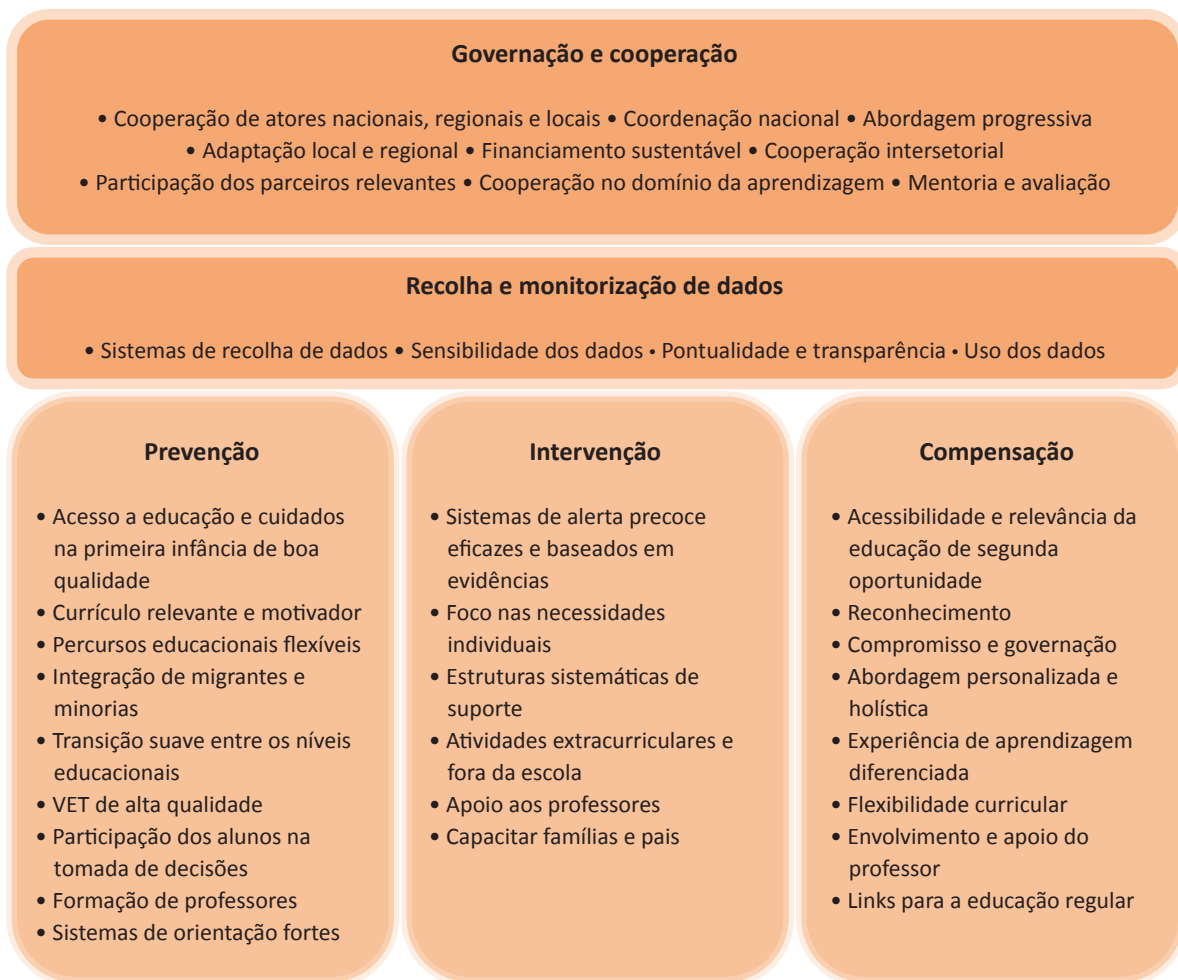 Governação e cooperação
• Cooperação de atores nacionais, regionais e locais • Coordenação nacional • Abordagem progressiva
• Adaptação local e regional • Financiamento sustentável • Cooperação intersetorial
• Participação dos parceiros relevantes • Cooperação no domínio da aprendizagem • Mentoria e avaliação
Recolha e monitorização de dados
• Sistemas de recolha de dados • Sensibilidade dos dados • Pontualidade e transparência • Uso dos dados
Prevenção
• Acesso a educação e cuidados
na primeira infância de boa
qualidade
• Currículo relevante e motivador
• Percursos educacionais flexíveis
• Integração de migrantes e
minorias
• Transição suave entre os níveis
educacionais
• VET de alta qualidade
• Participação dos alunos na
tomada de decisões
• Formação de professores
• Sistemas de orientação fortes
Intervenção
• Sistemas de alerta precoce
eficazes e baseados em
evidências
• Foco nas necessidades
individuais
• Estruturas sistemáticas de
suporte
• Atividades extracurriculares e
fora da escola
• Apoio aos professores
• Capacitar famílias e pais
Compensação
• Acessibilidade e relevância da
educação de segunda
oportunidade
• Reconhecimento
• Compromisso e governação
• Abordagem personalizada e
holística
• Experiência de aprendizagem
diferenciada
• Flexibilidade curricular
• Envolvimento e apoio do
professor
• Links para a educação regular